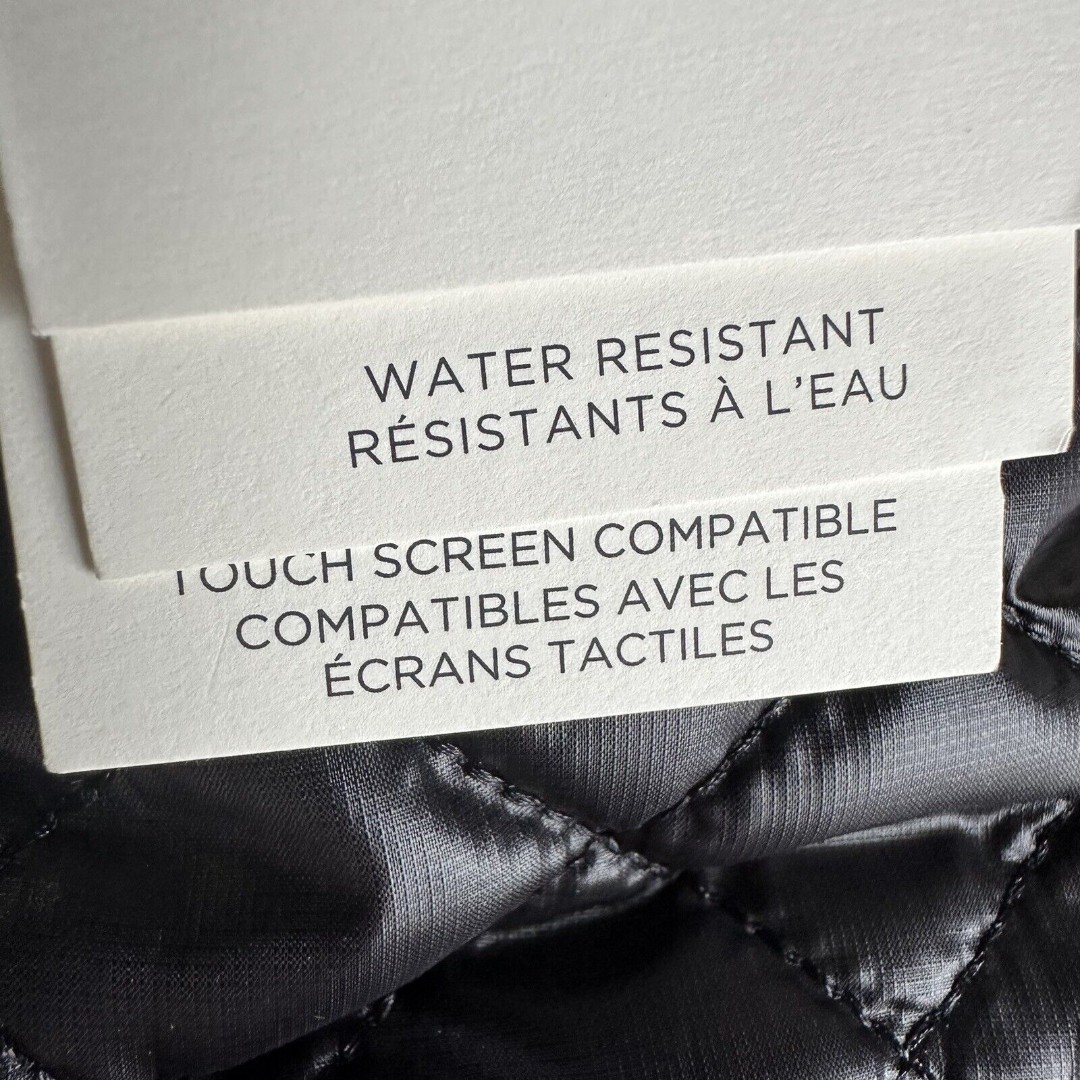 WATER RESISTANT
RÉSISTANTS À L'EAU
TOUCH SCREEN COMPATIBLE
COMPATIBLES AVEC LES
ÉCRANS TACTILES